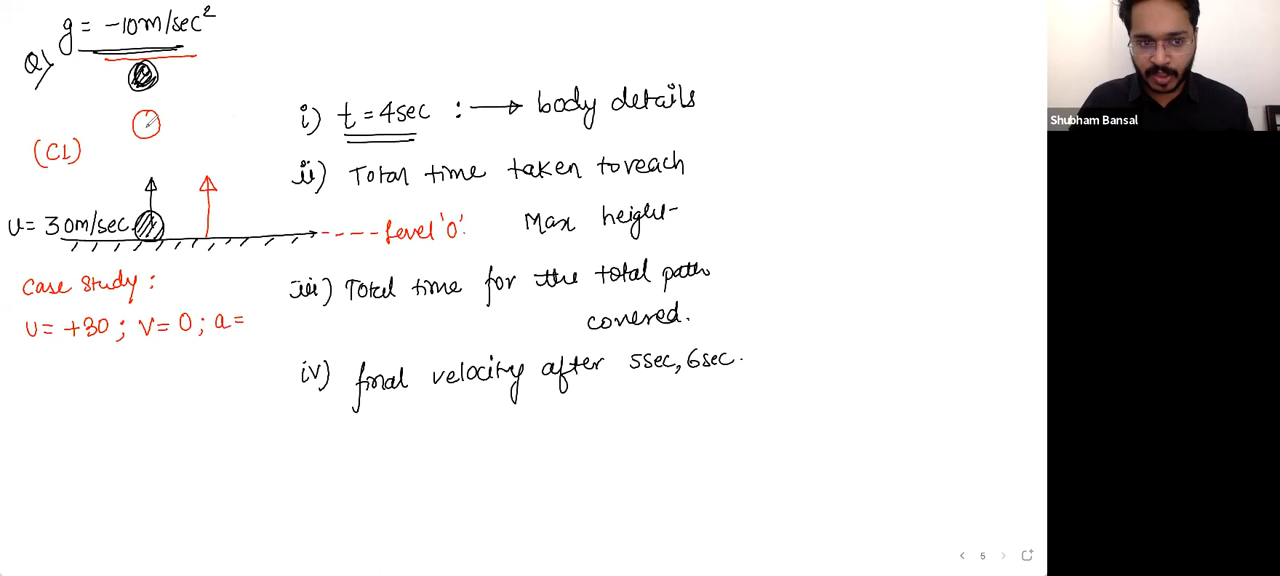 g = -10m/sec²
Q1
(C1)
u = 30m/sec.
----level '0'.
Case Study :
u = +30 ; v = 0 ; a =
i) t = 4sec : → body details
ii) Total time taken to reach
Max height-
iii) Total time for the total path
covered.
iv) final velocity after 5sec, 6sec.
Shubham Bansal
< 5 >